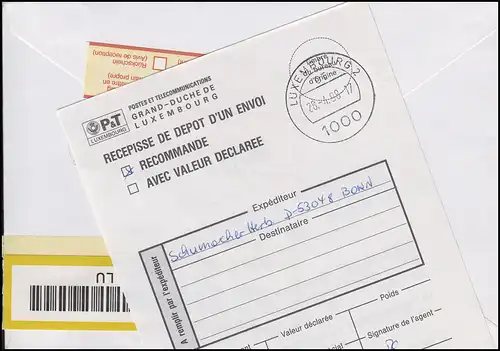 Rückschein
(Avis de réception)
P&T
LUXEMBOURG
POSTES ET TELECOMMUNICATIONS
GRAND-DUCHE DE
LUXEMBOURG
RECEPISSE DE DEPOT D'UN ENVOI
RECOMMANDE
AVEC VALEUR DECLAREE
LUXEMBOURG 2
d'origine
1000
Expéditeur
Schumacher Herb. D-53048 BONN
Destinataire
A remplir par l'expéditeur
Valeur déclarée
Poids
Signature de l'agent
LU